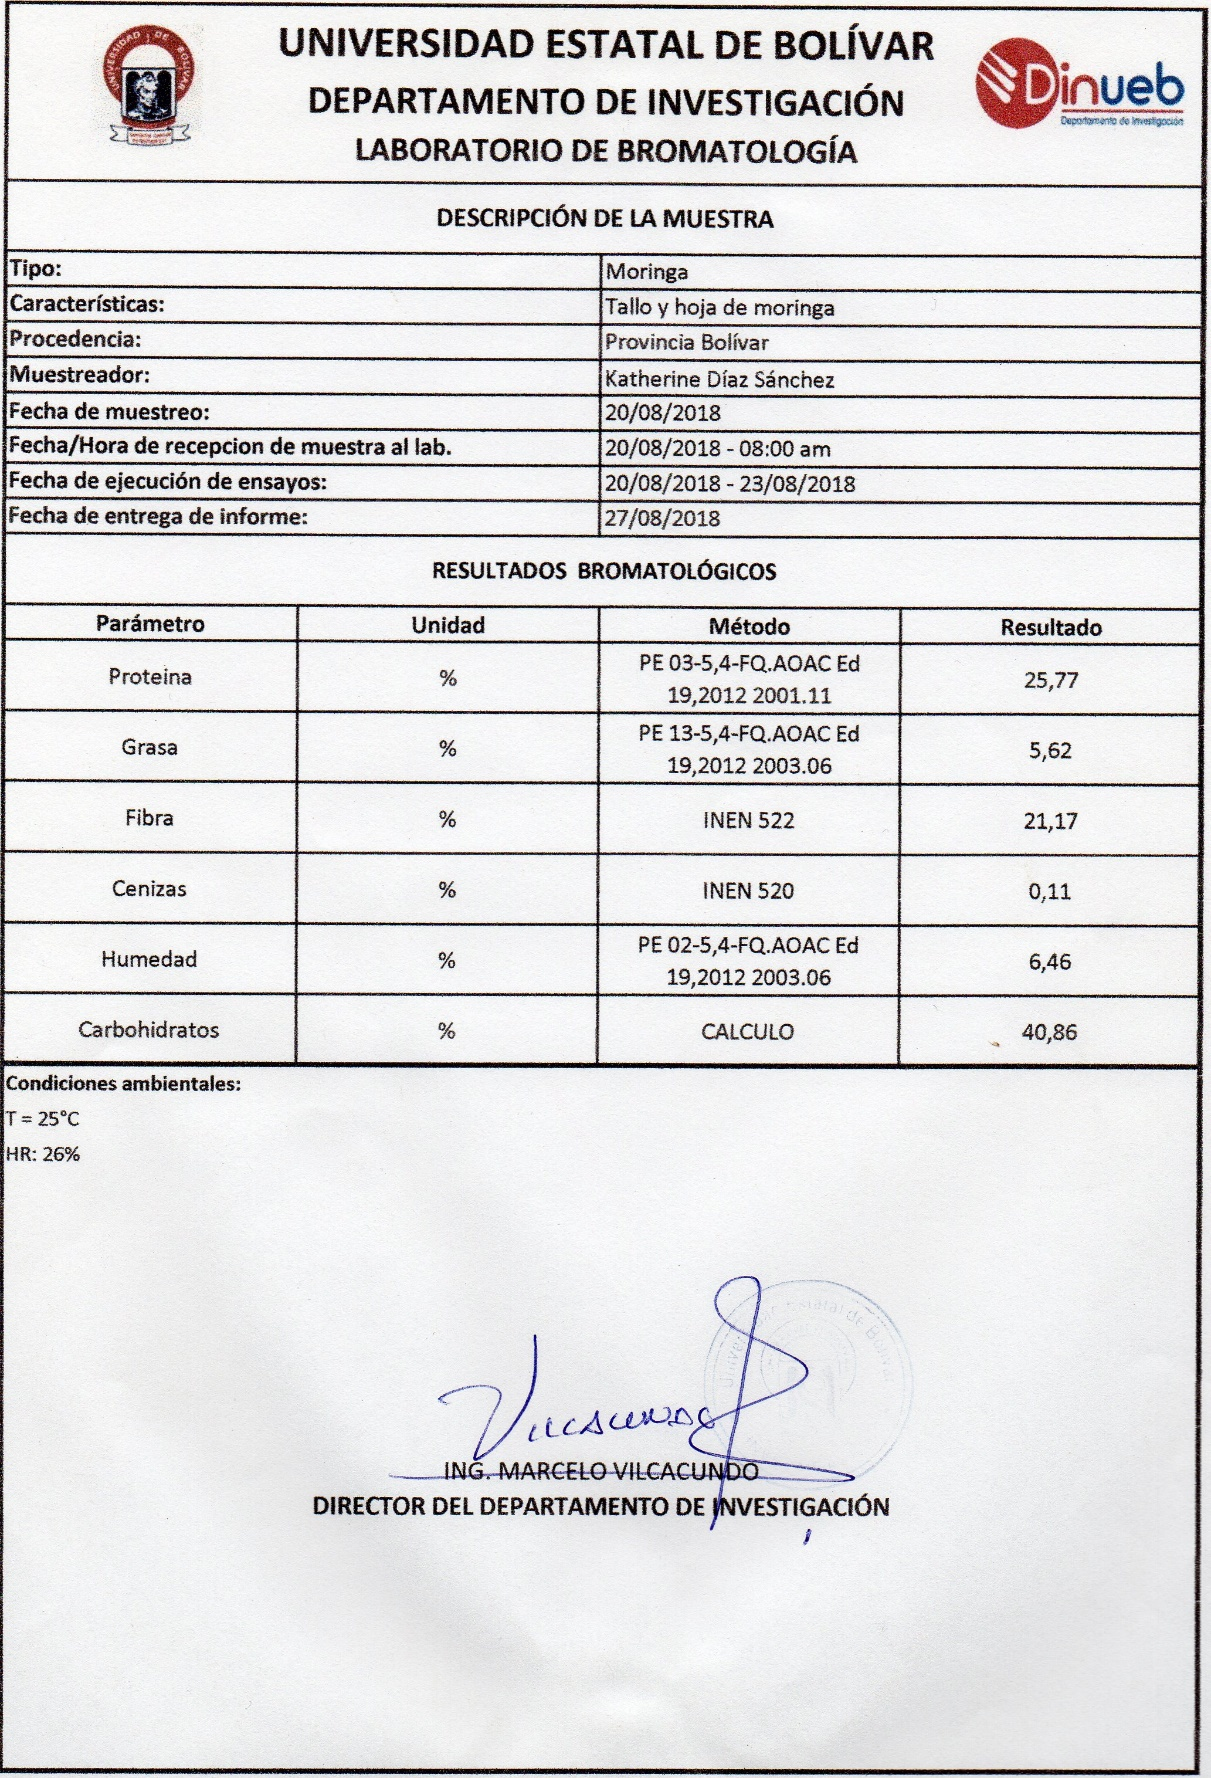 UNIVERSIDAD DE BOLIVAR
UNIVERSIDAD ESTATAL DE BOLÍVAR
DEPARTAMENTO DE INVESTIGACIÓN
LABORATORIO DE BROMATOLOGÍA
Dinueb
Departamento de Investigación
DESCRIPCIÓN DE LA MUESTRA
Tipo: Moringa
Características: Tallo y hoja de moringa
Procedencia: Provincia Bolívar
Muestreador: Katherine Díaz Sánchez
Fecha de muestreo: 20/08/2018
Fecha/Hora de recepcion de muestra al lab. 20/08/2018 - 08:00 am
Fecha de ejecución de ensayos: 20/08/2018 - 23/08/2018
Fecha de entrega de informe: 27/08/2018
RESULTADOS BROMATOLÓGICOS
Parámetro Unidad Método Resultado
Proteina % PE 03-5,4-FQ.AOAC Ed
19,2012 2001.11 25,77
Grasa % PE 13-5,4-FQ.AOAC Ed
19,2012 2003.06 5,62
Fibra % INEN 522 21,17
Cenizas % INEN 520 0,11
Humedad % PE 02-5,4-FQ.AOAC Ed
19,2012 2003.06 6,46
Carbohidratos % CALCULO 40,86
Condiciones ambientales:
T = 25°C
HR: 26%
Estatal de Bolívar
Vilcacundo
ING. MARCELO VILCACUNDO
DIRECTOR DEL DEPARTAMENTO DE INVESTIGACIÓN